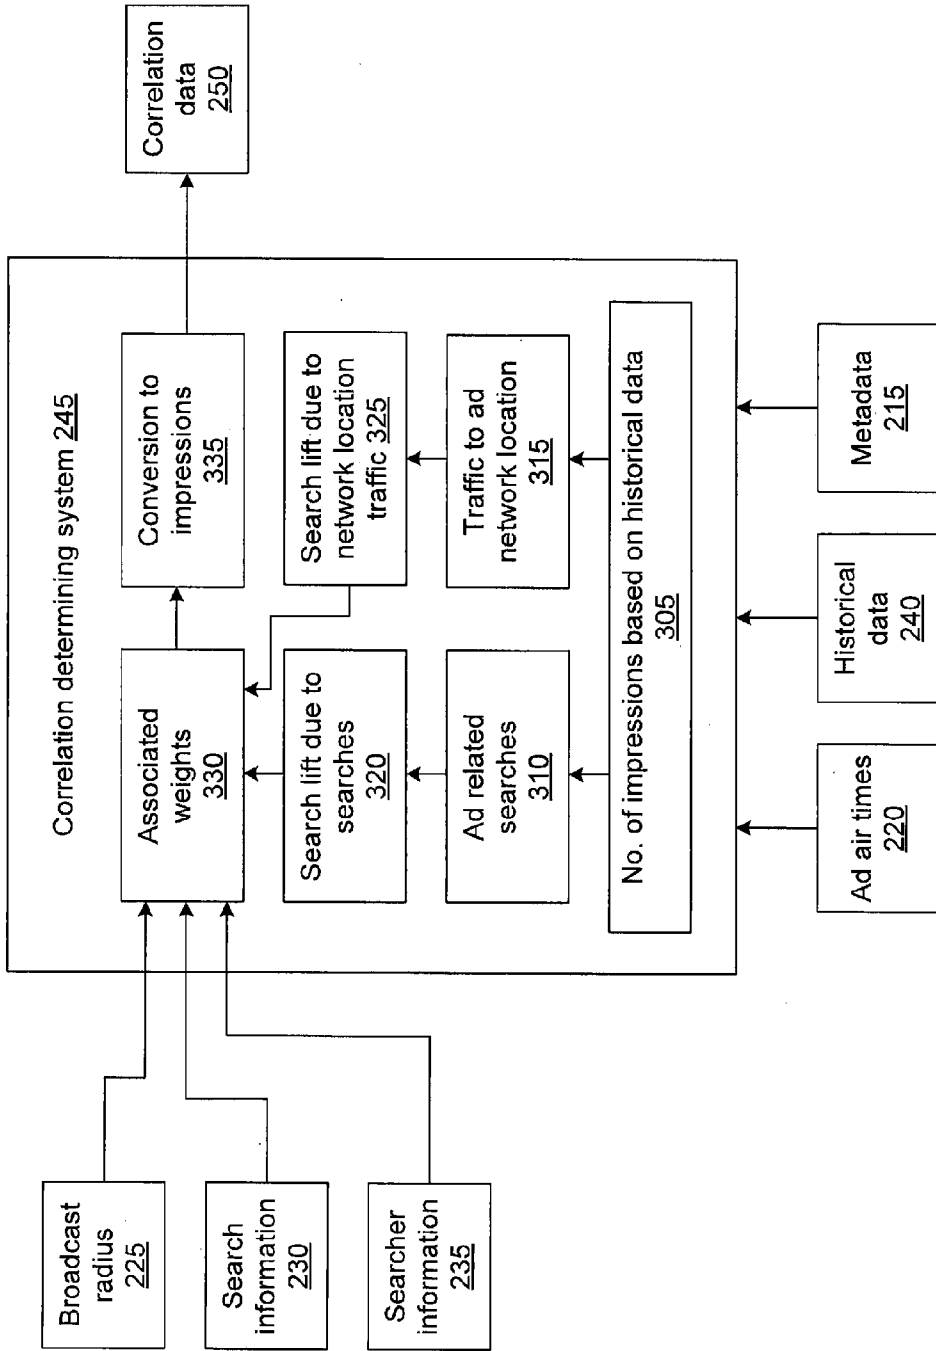 Correlation determining system 245
Broadcast
radius
225
Search
information
230
Searcher
information
235
Associated
weights
330
Conversion to
impressions
335
Correlation
data
250
Search lift due to
searches
320
Search lift due to
network location
traffic 325
Ad related
searches
310
Traffic to ad
network location
315
No. of impressions based on historical data
305
Ad air times
220
Historical
data
240
Metadata
215